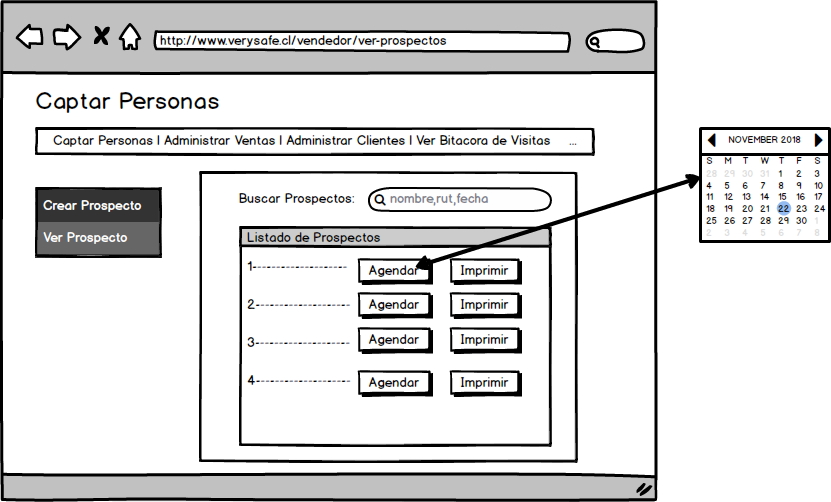 http://www.verysafe.cl/vendedor/ver-prospectos
Captar Personas
Captar Personas | Administrar Ventas | Administrar Clientes | Ver Bitacora de Visitas ...
Crear Prospecto
Ver Prospecto
Buscar Prospectos: nombre,rut,fecha
Listado de Prospectos
1-------------------- Agendar Imprimir
2-------------------- Agendar Imprimir
3-------------------- Agendar Imprimir
4-------------------- Agendar Imprimir
NOVEMBER 2018
S M T W T F S
28 29 30 31 1 2 3
4 5 6 7 8 9 10
11 12 13 14 15 16 17
18 19 20 21 22 23 24
25 26 27 28 29 30 1
2 3 4 5 6 7 8